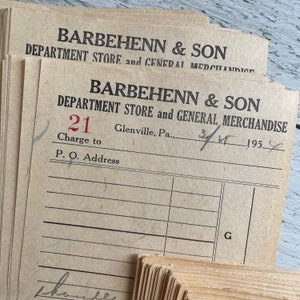 BARBEHENN & SON
DEPARTMENT STORE and GENERAL MERCHANDISE
BARBEHENN & SON
DEPARTMENT STORE and GENERAL MERCHANDISE
21
Glenville, Pa., 195
Charge to
P. O. Address
G